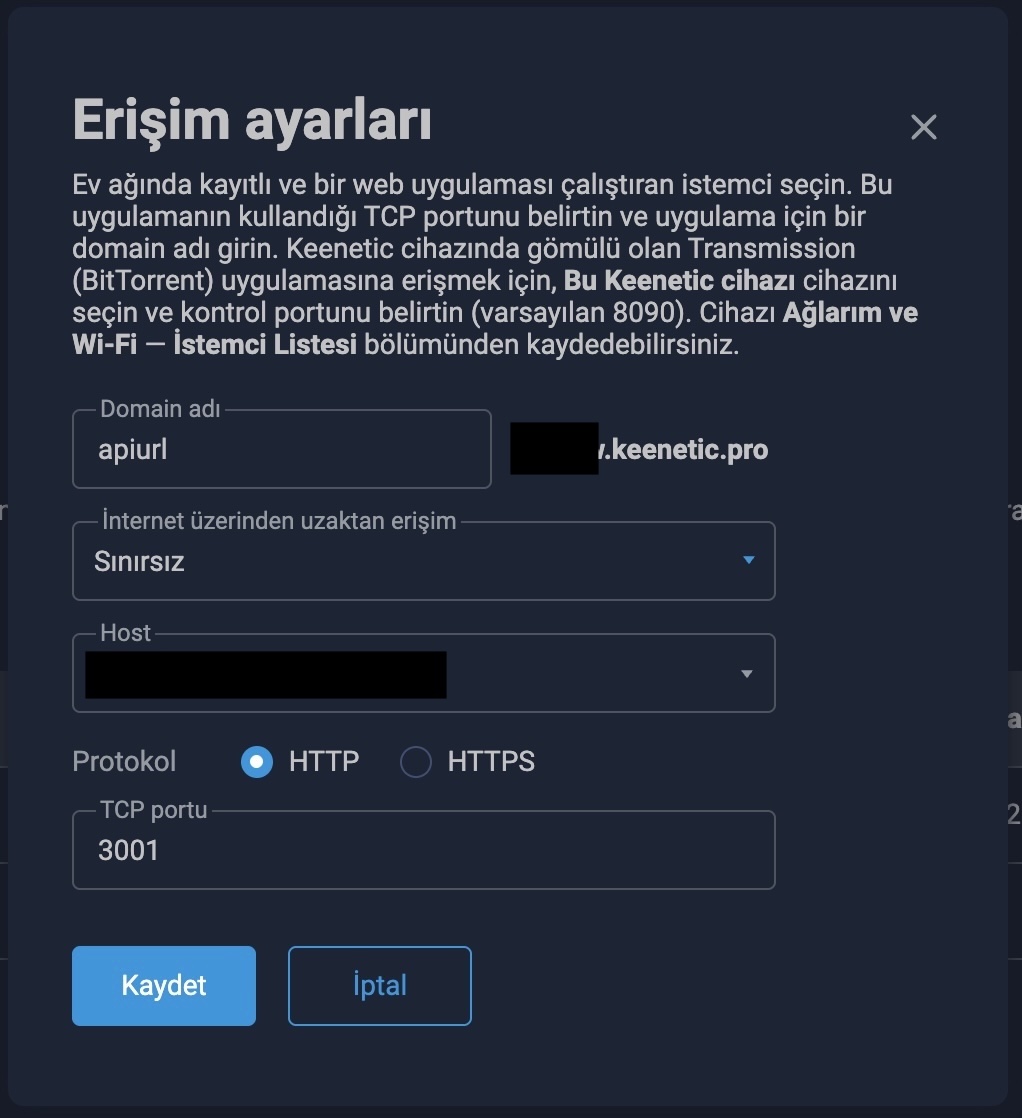 Erişim ayarları
Ev ağında kayıtlı ve bir web uygulaması çalıştıran istemci seçin. Bu
uygulamanın kullandığı TCP portunu belirtin ve uygulama için bir
domain adı girin. Keenetic cihazında gömülü olan Transmission
(BitTorrent) uygulamasına erişmek için, Bu Keenetic cihazı cihazını
seçin ve kontrol portunu belirtin (varsayılan 8090). Cihazı Ağlarım ve
Wi-Fi — İstemci Listesi bölümünden kaydedebilirsiniz.
Domain adı
apiurl .keenetic.pro
İnternet üzerinden uzaktan erişim
Sınırsız
Host
Protokol HTTP HTTPS
TCP portu
3001
Kaydet İptal